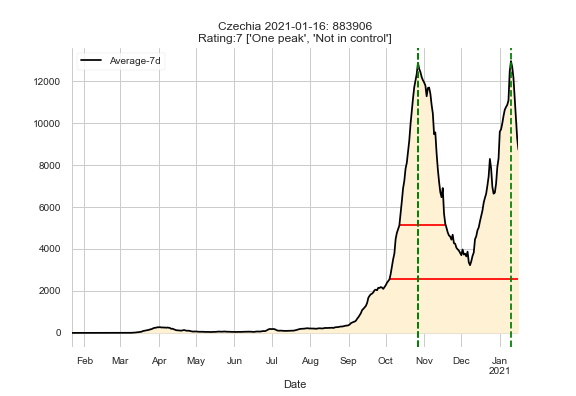 Czechia 2021-01-16: 883906
Rating:7 ['One peak', 'Not in control']
Average-7d
12000
10000
8000
6000
4000
2000
0
Feb Mar Apr May Jun Jul Aug Sep Oct Nov Dec Jan
2021
Date